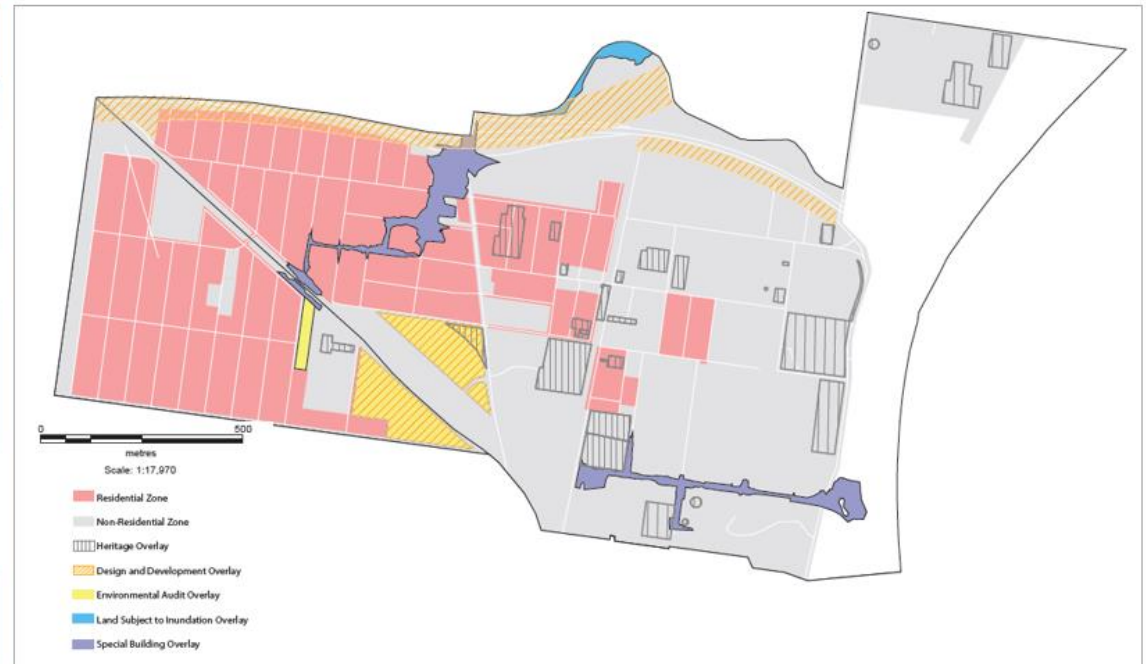 0 500
metres
Scale: 1:17,970
Residential Zone
Non-Residential Zone
Heritage Overlay
Design and Development Overlay
Environmental Audit Overlay
Land Subject to Inundation Overlay
Special Building Overlay